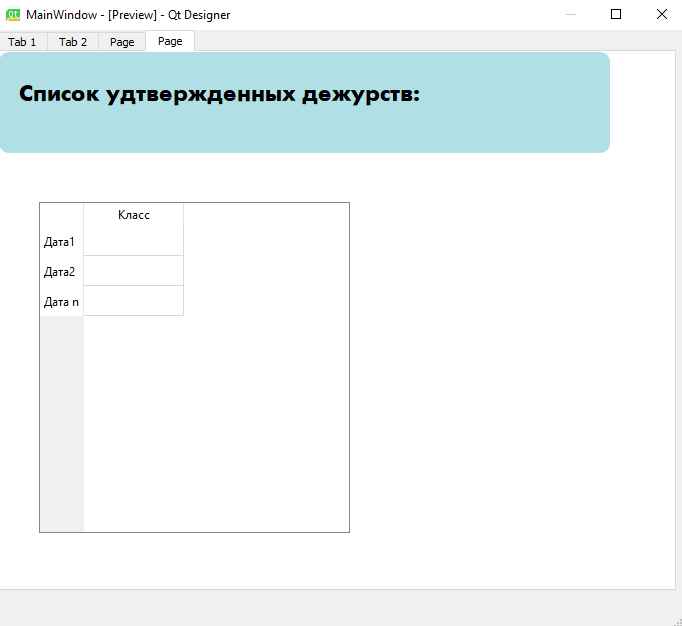 MainWindow - [Preview] - Qt Designer
Tab 1 Tab 2 Page Page
Список удтвержденных дежурств:
Класс
Дата1
Дата2
Дата n